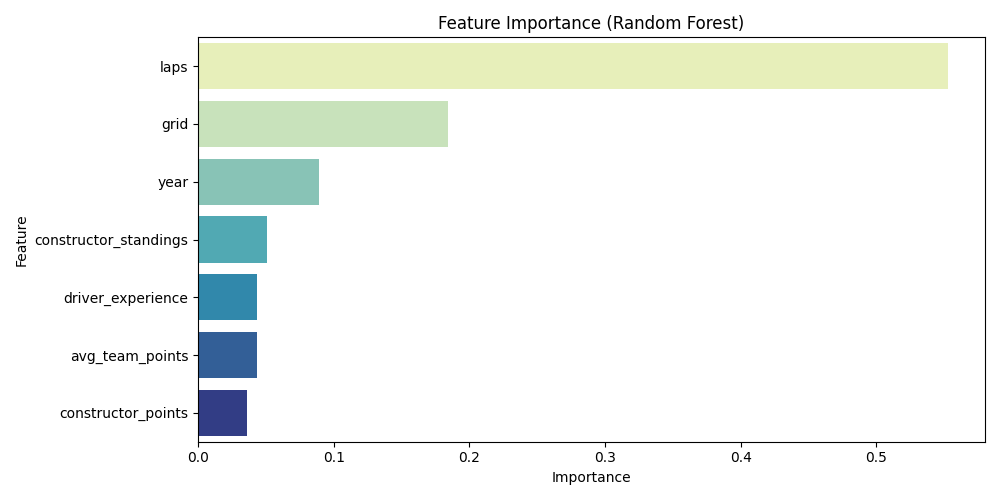 Feature Importance (Random Forest)
laps
grid
year
constructor_standings
driver_experience
avg_team_points
constructor_points
Feature
0.0 0.1 0.2 0.3 0.4 0.5
Importance